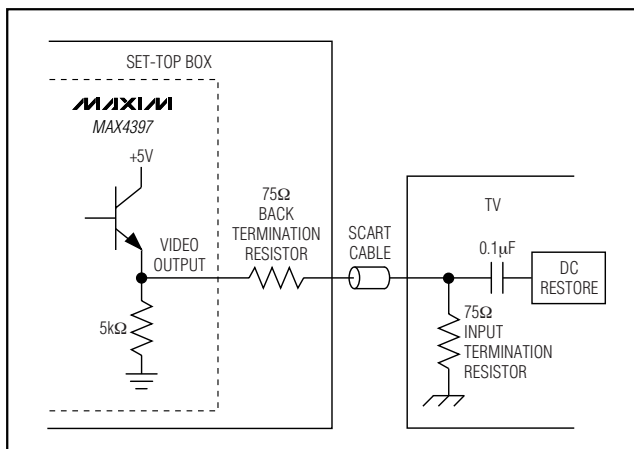 SET-TOP BOX
MAXIM
MAX4397
+5V
VIDEO
OUTPUT
5kΩ
75Ω
BACK
TERMINATION
RESISTOR
SCART
CABLE
TV
0.1μF
DC
RESTORE
75Ω
INPUT
TERMINATION
RESISTOR